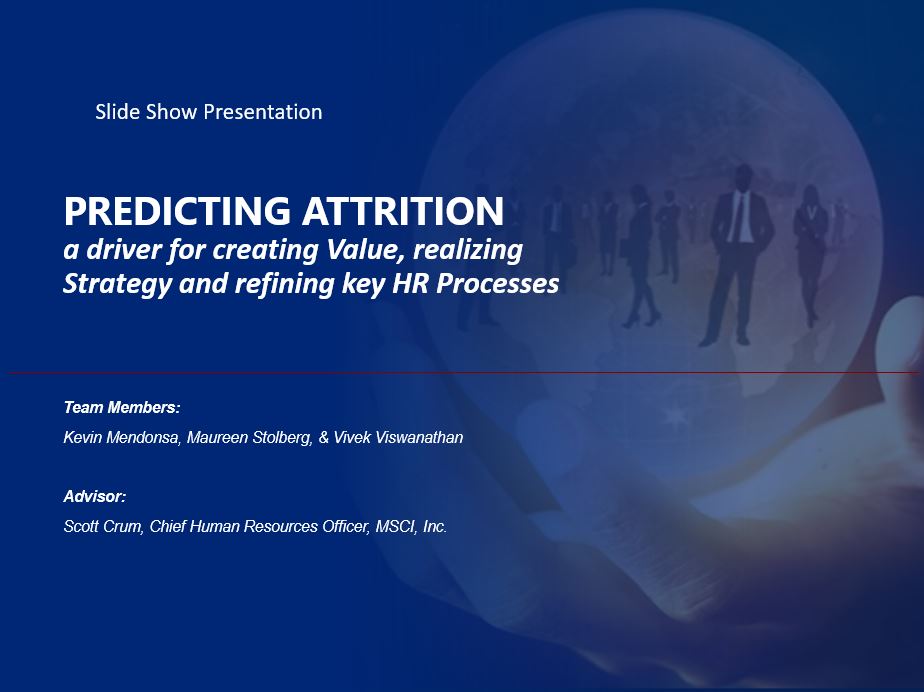 Slide Show Presentation
PREDICTING ATTRITION
a driver for creating Value, realizing
Strategy and refining key HR Processes
Team Members:
Kevin Mendonsa, Maureen Stolberg, & Vivek Viswanathan
Advisor:
Scott Crum, Chief Human Resources Officer, MSCI, Inc.